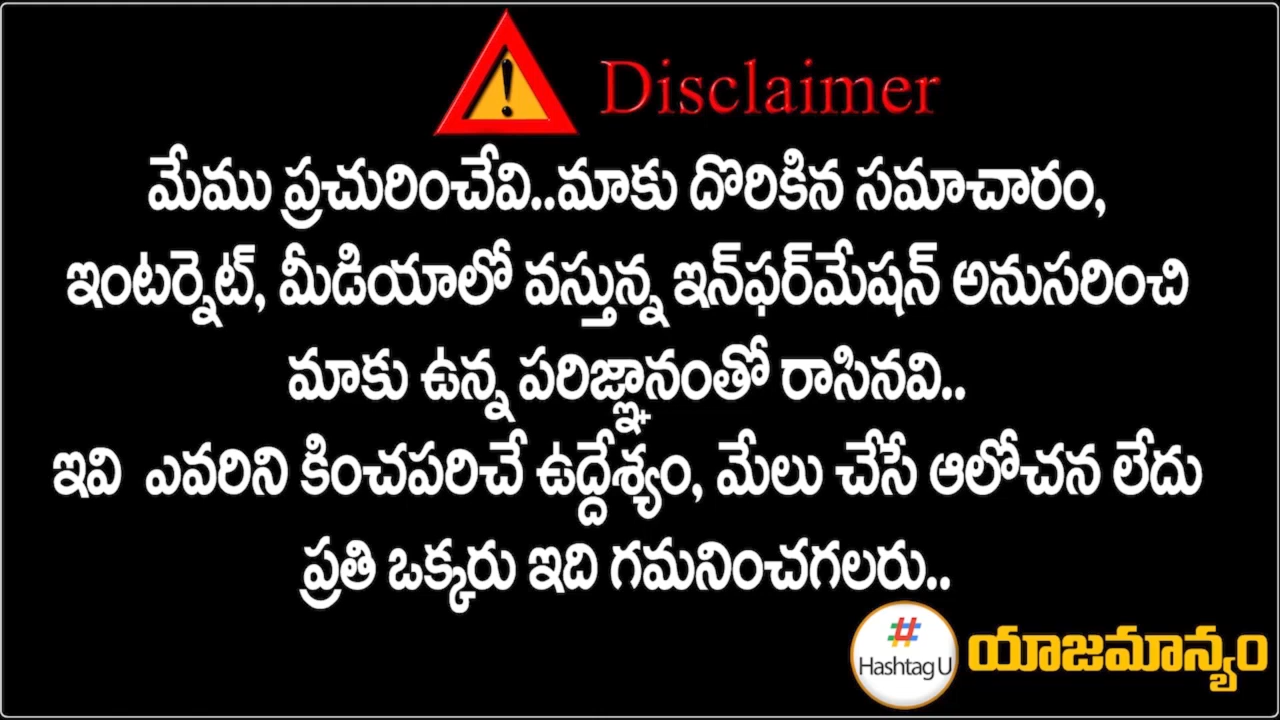 Disclaimer
మేము ప్రచురించేవి..మాకు దొరికిన సమాచారం,
ఇంటర్నెట్, మీడియాలో వస్తున్న ఇన్‌ఫర్‌మేషన్ అనుసరించి
మాకు ఉన్న పరిజ్ఞానంతో రాసినవి..
ఇవి ఎవరిని కించపరిచే ఉద్దేశ్యం, మేలు చేసే ఆలోచన లేదు
ప్రతి ఒక్కరు ఇది గమనించగలరు..
#
Hashtag U
యాజమాన్యం